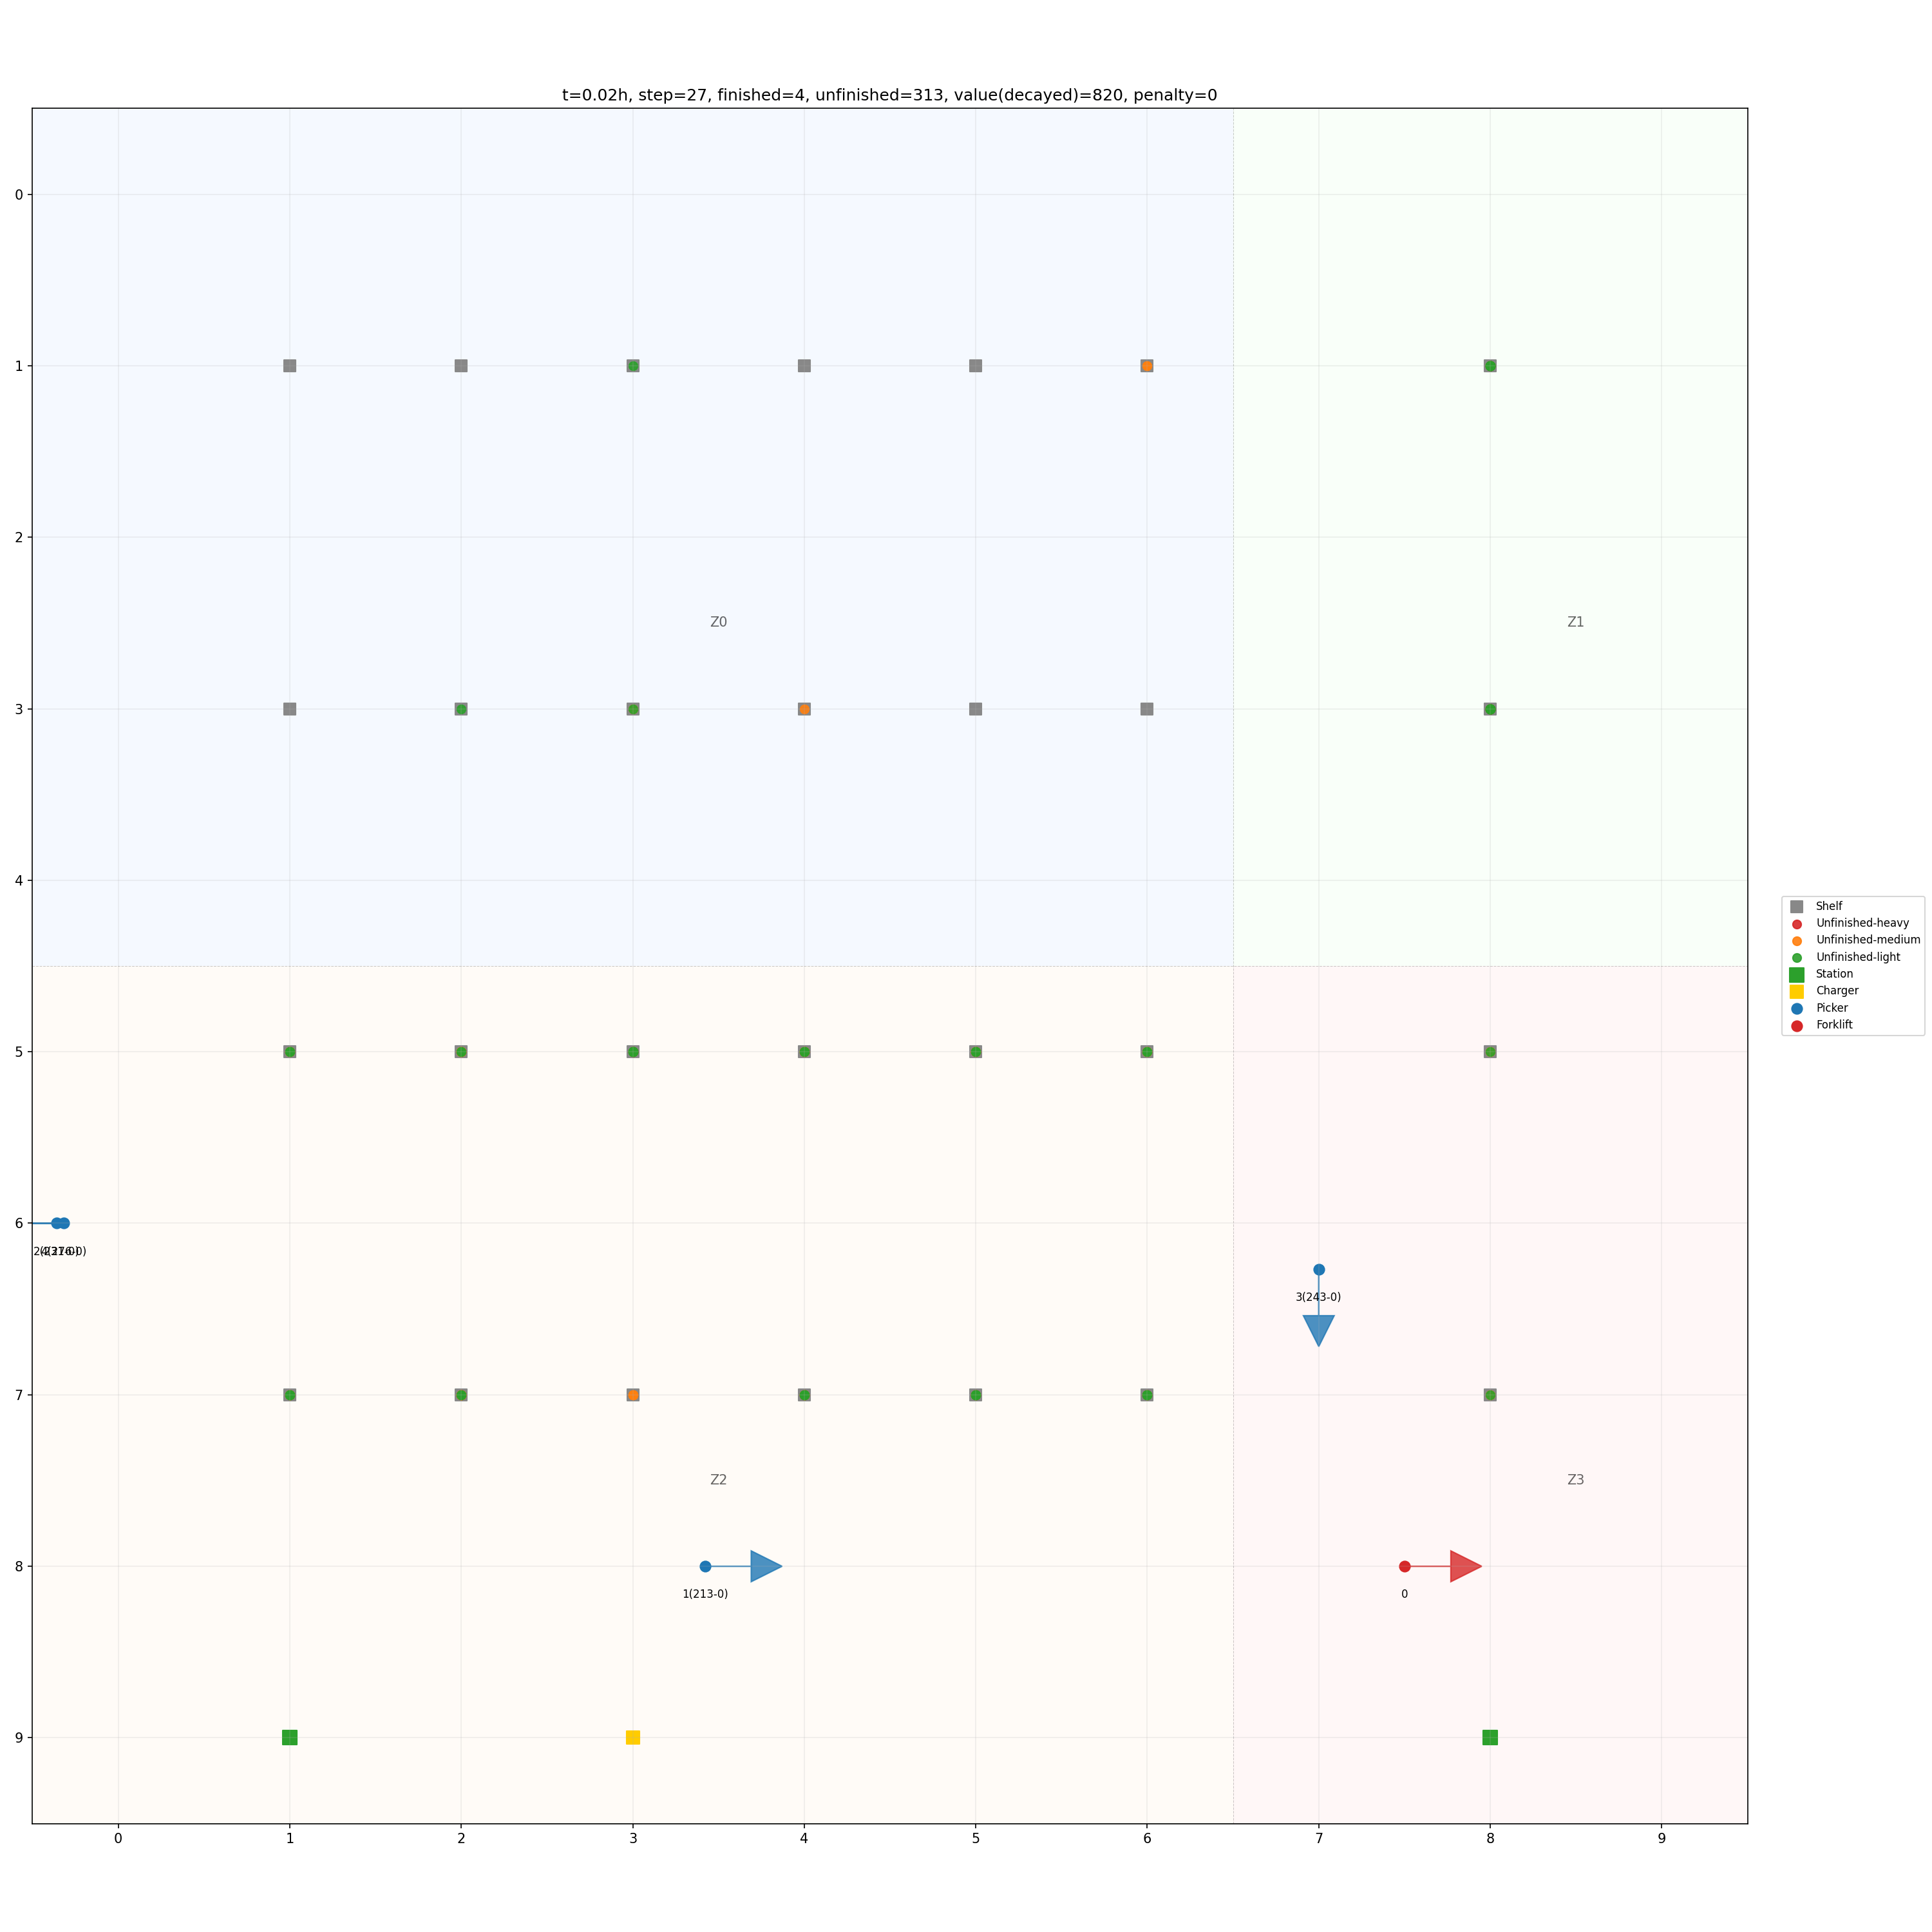 t=0.02h, step=27, finished=4, unfinished=313, value(decayed)=820, penalty=0
0
1
2
Z0
Z1
3
4
Shelf
Unfinished-heavy
Unfinished-medium
Unfinished-light
Station
Charger
Picker
Forklift
5
6
3(243-0)
7
Z2
Z3
8
1(213-0)
0
9
0 1 2 3 4 5 6 7 8 9